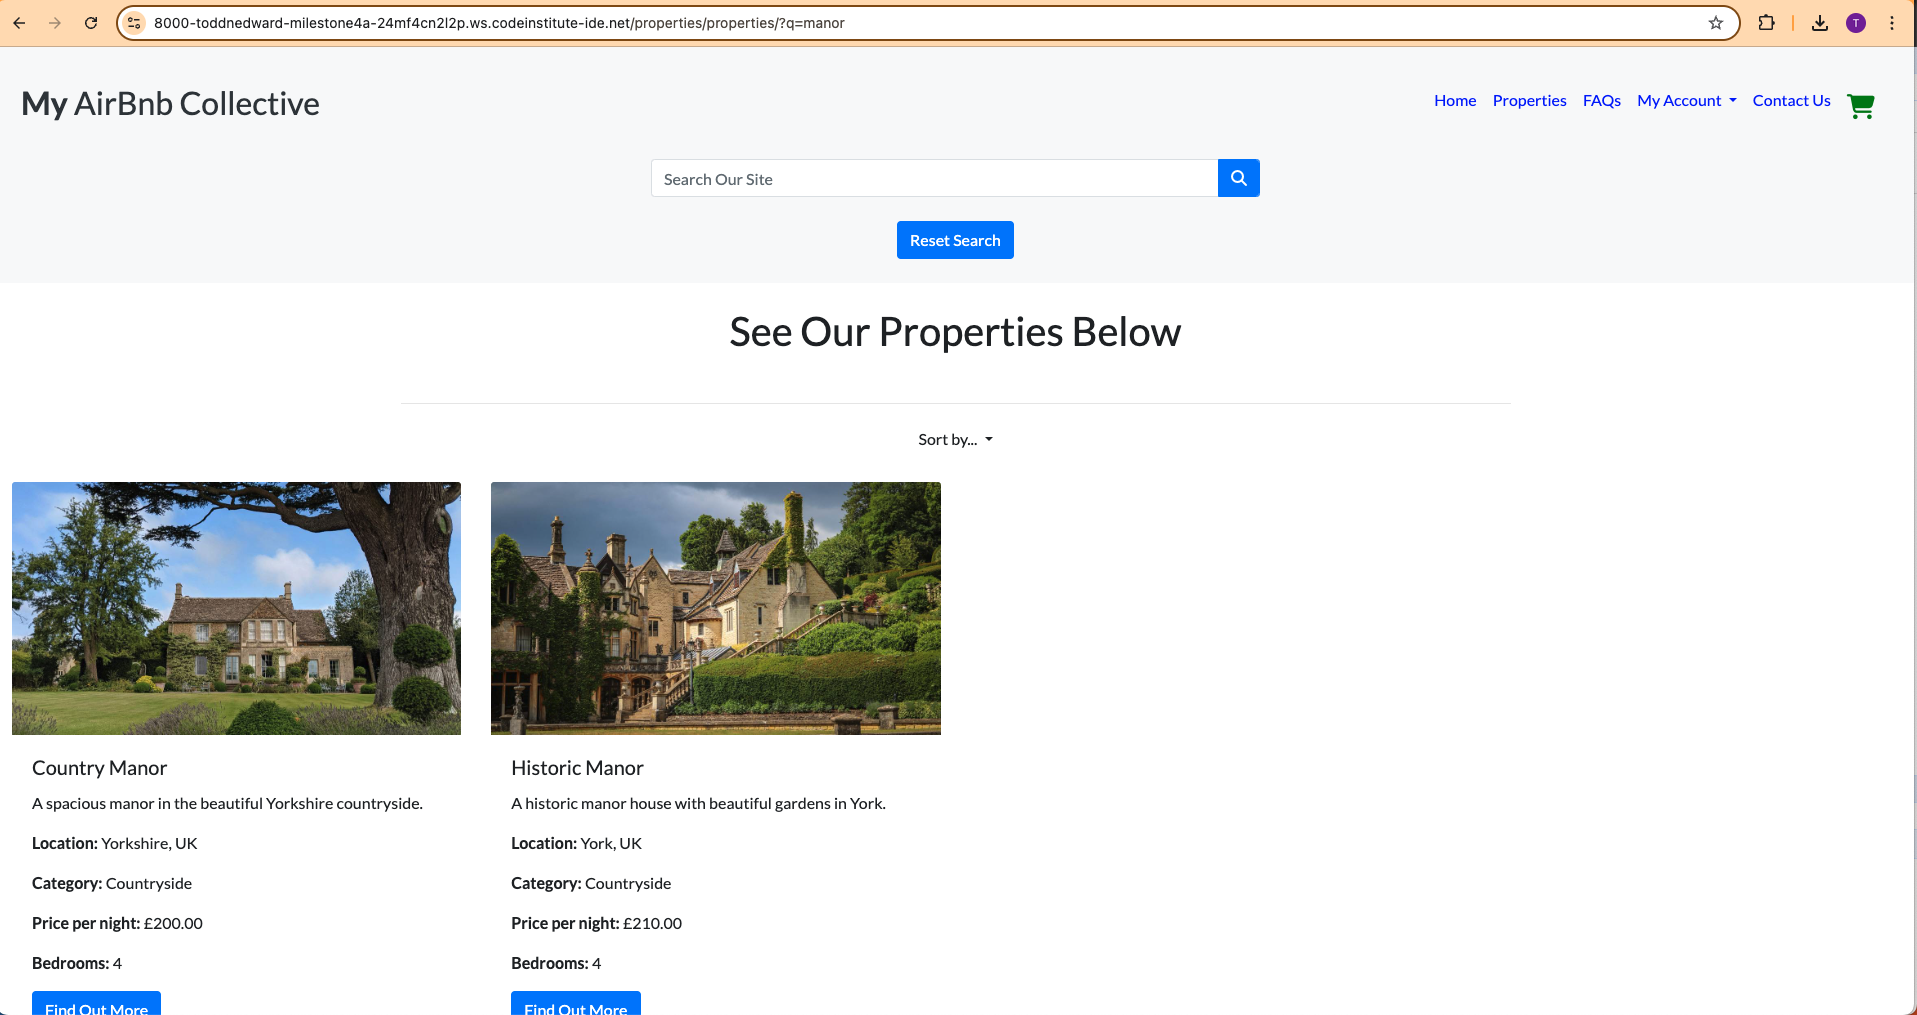 8000-toddnedward-milestone4a-24mf4cn2l2p.ws.codeinstitute-ide.net/properties/properties/?q=manor
T
My AirBnb Collective
Home Properties FAQs My Account Contact Us
Search Our Site
Reset Search
See Our Properties Below
Sort by...
Country Manor
A spacious manor in the beautiful Yorkshire countryside.
Location: Yorkshire, UK
Category: Countryside
Price per night: £200.00
Bedrooms: 4
Find Out More
Historic Manor
A historic manor house with beautiful gardens in York.
Location: York, UK
Category: Countryside
Price per night: £210.00
Bedrooms: 4
Find Out More